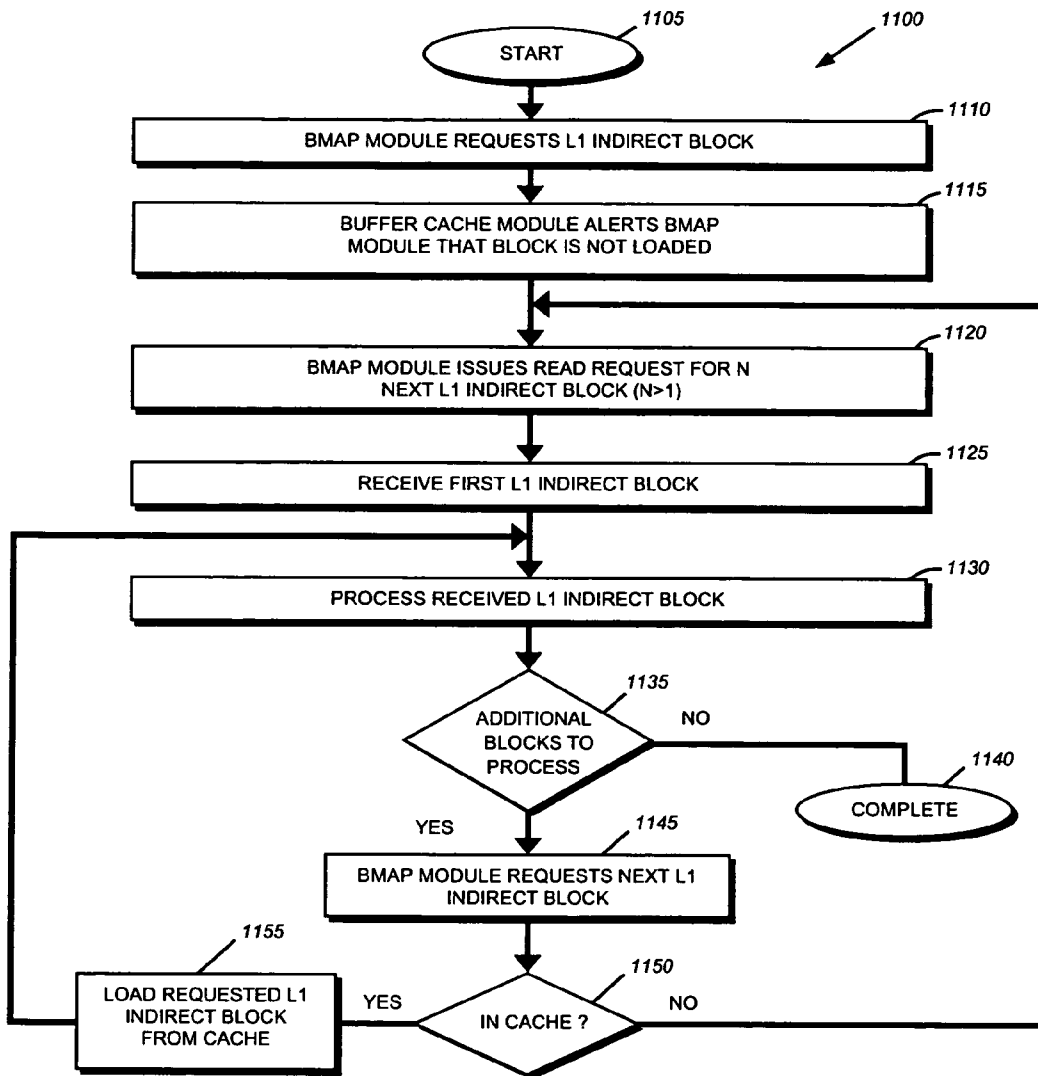 1105
START
1100
1110
BMAP MODULE REQUESTS L1 INDIRECT BLOCK
1115
BUFFER CACHE MODULE ALERTS BMAP
MODULE THAT BLOCK IS NOT LOADED
1120
BMAP MODULE ISSUES READ REQUEST FOR N
NEXT L1 INDIRECT BLOCK (N>1)
1125
RECEIVE FIRST L1 INDIRECT BLOCK
1130
PROCESS RECEIVED L1 INDIRECT BLOCK
1135
ADDITIONAL
BLOCKS TO
PROCESS
NO
1140
COMPLETE
YES
1145
BMAP MODULE REQUESTS NEXT L1
INDIRECT BLOCK
1155
LOAD REQUESTED L1
INDIRECT BLOCK
FROM CACHE
YES
1150
IN CACHE ?
NO